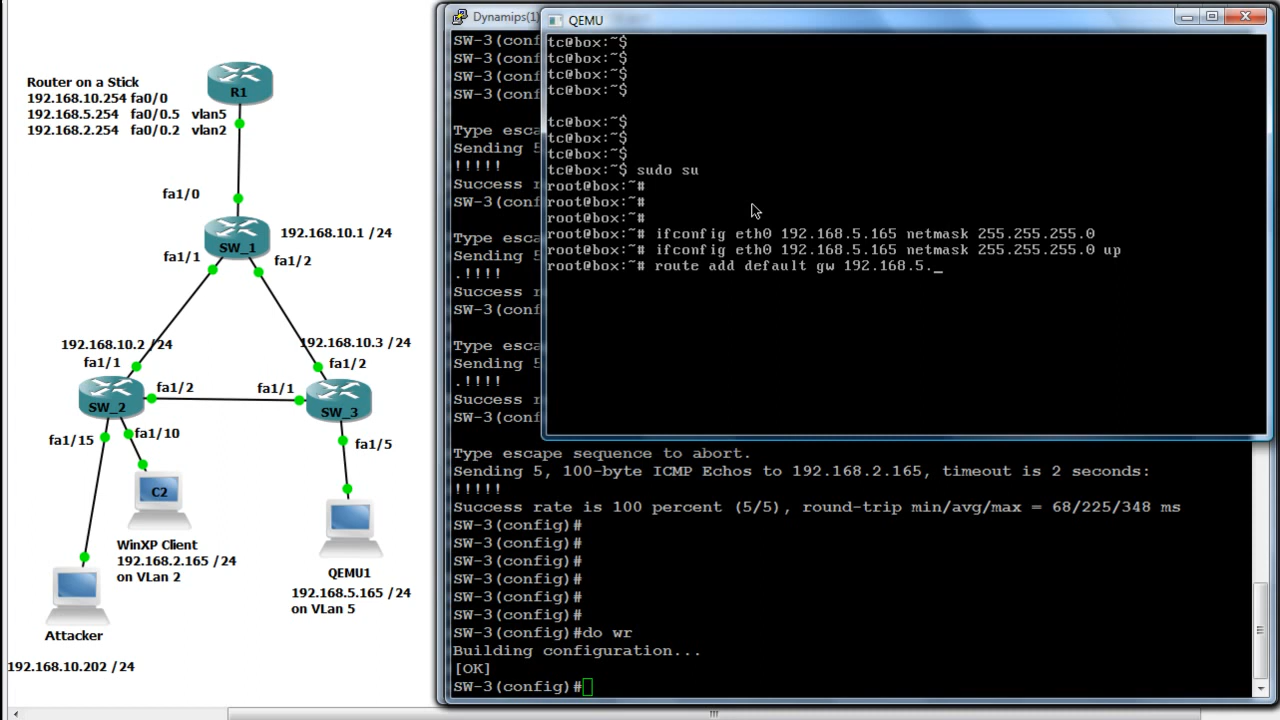 Router on a Stick
192.168.10.254 fa0/0
192.168.5.254 fa0/0.5 vlan5
192.168.2.254 fa0/0.2 vlan2
R1
fa1/0
SW_1
192.168.10.1 /24
fa1/1
fa1/2
192.168.10.2 /24
fa1/1
192.168.10.3 /24
fa1/2
SW_2
fa1/2
fa1/1
SW_3
fa1/15
fa1/10
fa1/5
C2
WinXP Client
192.168.2.165 /24
on VLan 2
QEMU1
192.168.5.165 /24
on VLan 5
Attacker
192.168.10.202 /24
Dynamips(1)
SW-3(conf
SW-3(conf
SW-3(conf
SW-3(conf
Type esca
Sending 5
!!!!!
Success r
SW-3(conf
Type esca
Sending 5
.!!!!
Success r
SW-3(conf
Type esca
Sending 5
.!!!!
Success r
SW-3(conf
Type escape sequence to abort.
Sending 5, 100-byte ICMP Echos to 192.168.2.165, timeout is 2 seconds:
!!!!!
Success rate is 100 percent (5/5), round-trip min/avg/max = 68/225/348 ms
SW-3(config)#
SW-3(config)#
SW-3(config)#
SW-3(config)#
SW-3(config)#
SW-3(config)#
SW-3(config)#do wr
Building configuration...
[OK]
SW-3(config)#
QEMU
tc@box:~$
tc@box:~$
tc@box:~$
tc@box:~$
tc@box:~$
tc@box:~$
tc@box:~$
tc@box:~$ sudo su
root@box:~#
root@box:~#
root@box:~#
root@box:~# ifconfig eth0 192.168.5.165 netmask 255.255.255.0
root@box:~# ifconfig eth0 192.168.5.165 netmask 255.255.255.0 up
root@box:~# route add default gw 192.168.5._